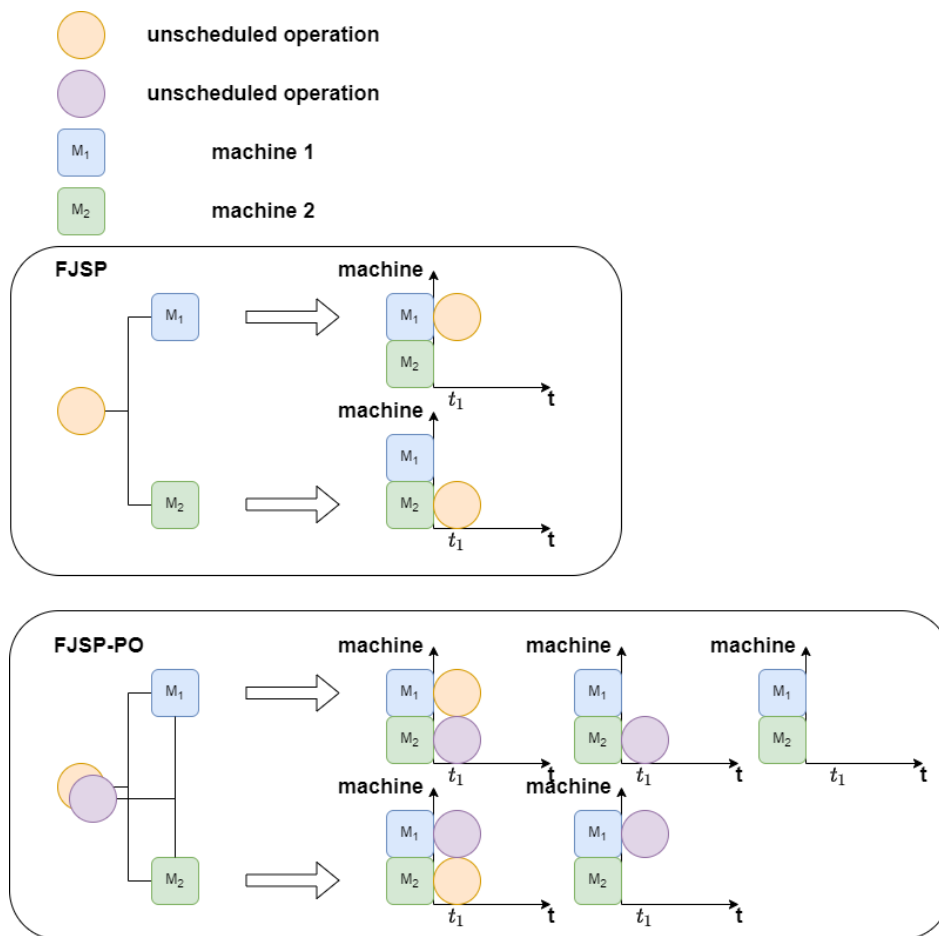 unscheduled operation
unscheduled operation
M1 machine 1
M2 machine 2
FJSP
machine
M1
M1
M2
t1 t
machine
M1
M2
M2
t1 t
FJSP-PO
machine machine machine
M1
M1 M1 M1
M2 M2 M2
t1 t t1 t t1 t
machine machine
M1 M1
M2
M2 M2
t1 t t1 t